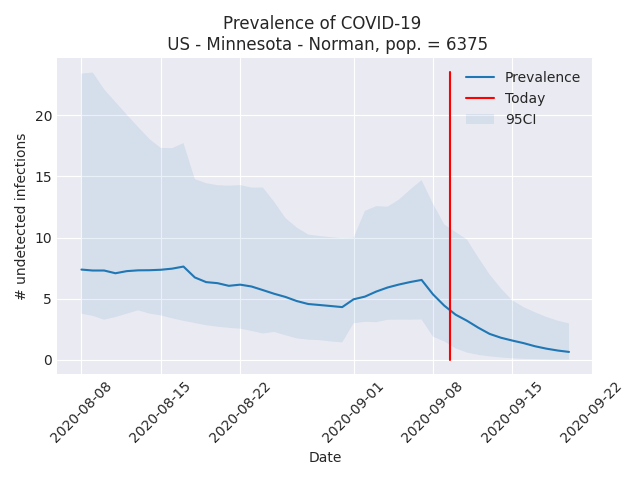 Prevalence of COVID-19
US - Minnesota - Norman, pop. = 6375
Prevalence
Today
95CI
# undetected infections
20
15
10
5
0
2020-08-08
2020-08-15
2020-08-22
2020-09-01
2020-09-08
2020-09-15
2020-09-22
Date